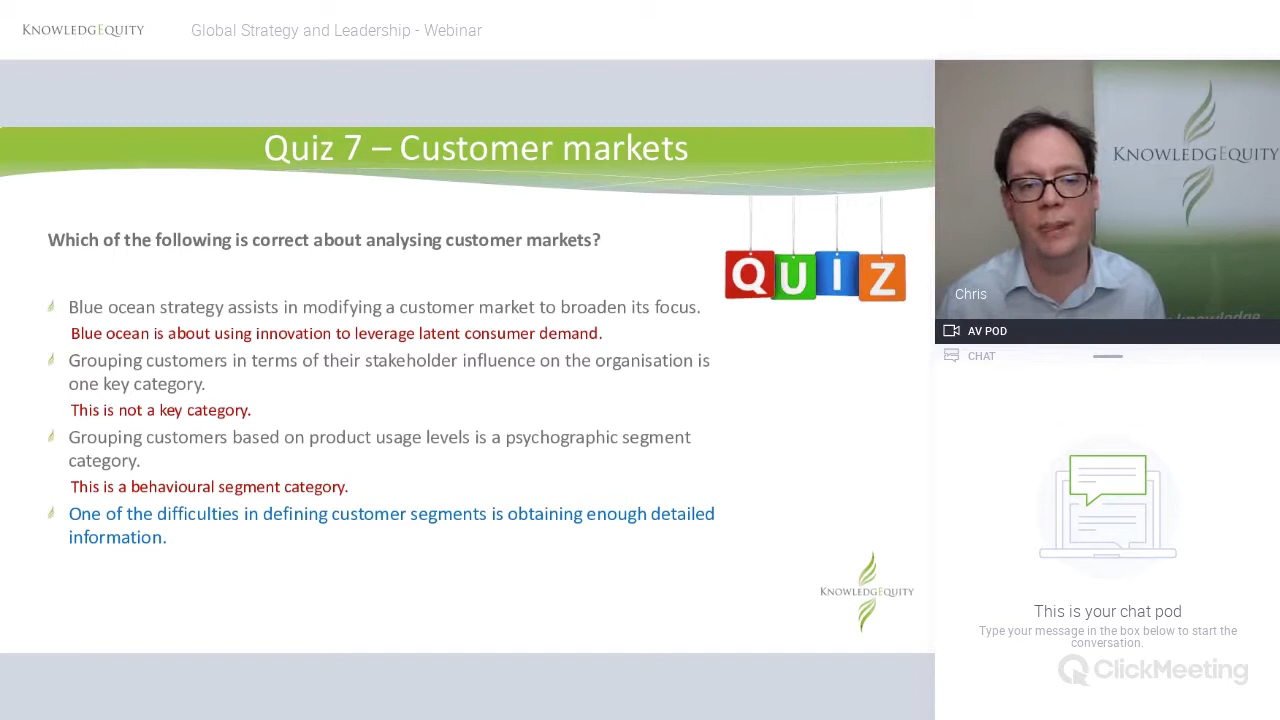 KNOWLEDGEEQUITY
Global Strategy and Leadership - Webinar
Quiz 7 – Customer markets
Which of the following is correct about analysing customer markets?
QUIZ
Blue ocean strategy assists in modifying a customer market to broaden its focus.
Blue ocean is about using innovation to leverage latent consumer demand.
Grouping customers in terms of their stakeholder influence on the organisation is
one key category.
This is not a key category.
Grouping customers based on product usage levels is a psychographic segment
category.
This is a behavioural segment category.
One of the difficulties in defining customer segments is obtaining enough detailed
information.
KNOWLEDGEEQUITY
KNOWLEDGEEQUITY
Chris
knowledge
AV POD
CHAT
This is your chat pod
Type your message in the box below to start the
conversation.
ClickMeeting